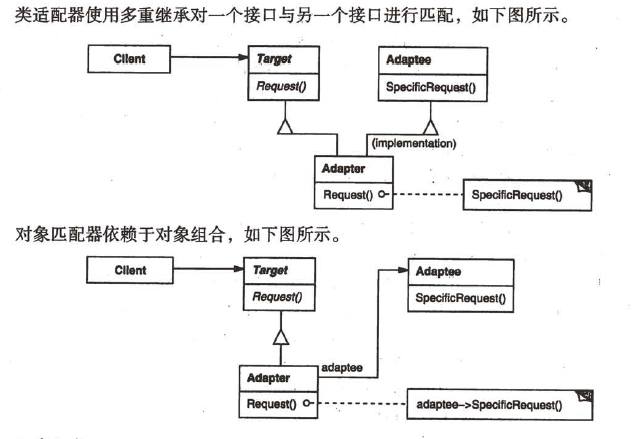 类适配器使用多重继承对一个接口与另一个接口进行匹配，如下图所示。
Client
Target
Request()
Adaptee
SpecificRequest()
(implementation)
Adapter
Request()
SpecificRequest()
对象匹配器依赖于对象组合，如下图所示。
Client
Target
Request()
Adaptee
SpecificRequest()
adaptee
Adapter
Request()
adaptee->SpecificRequest()